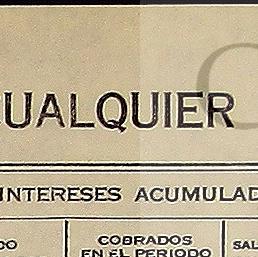 UALQUIER
INTERESES ACUMULAD
COBRADOS
EN EL PERIODO